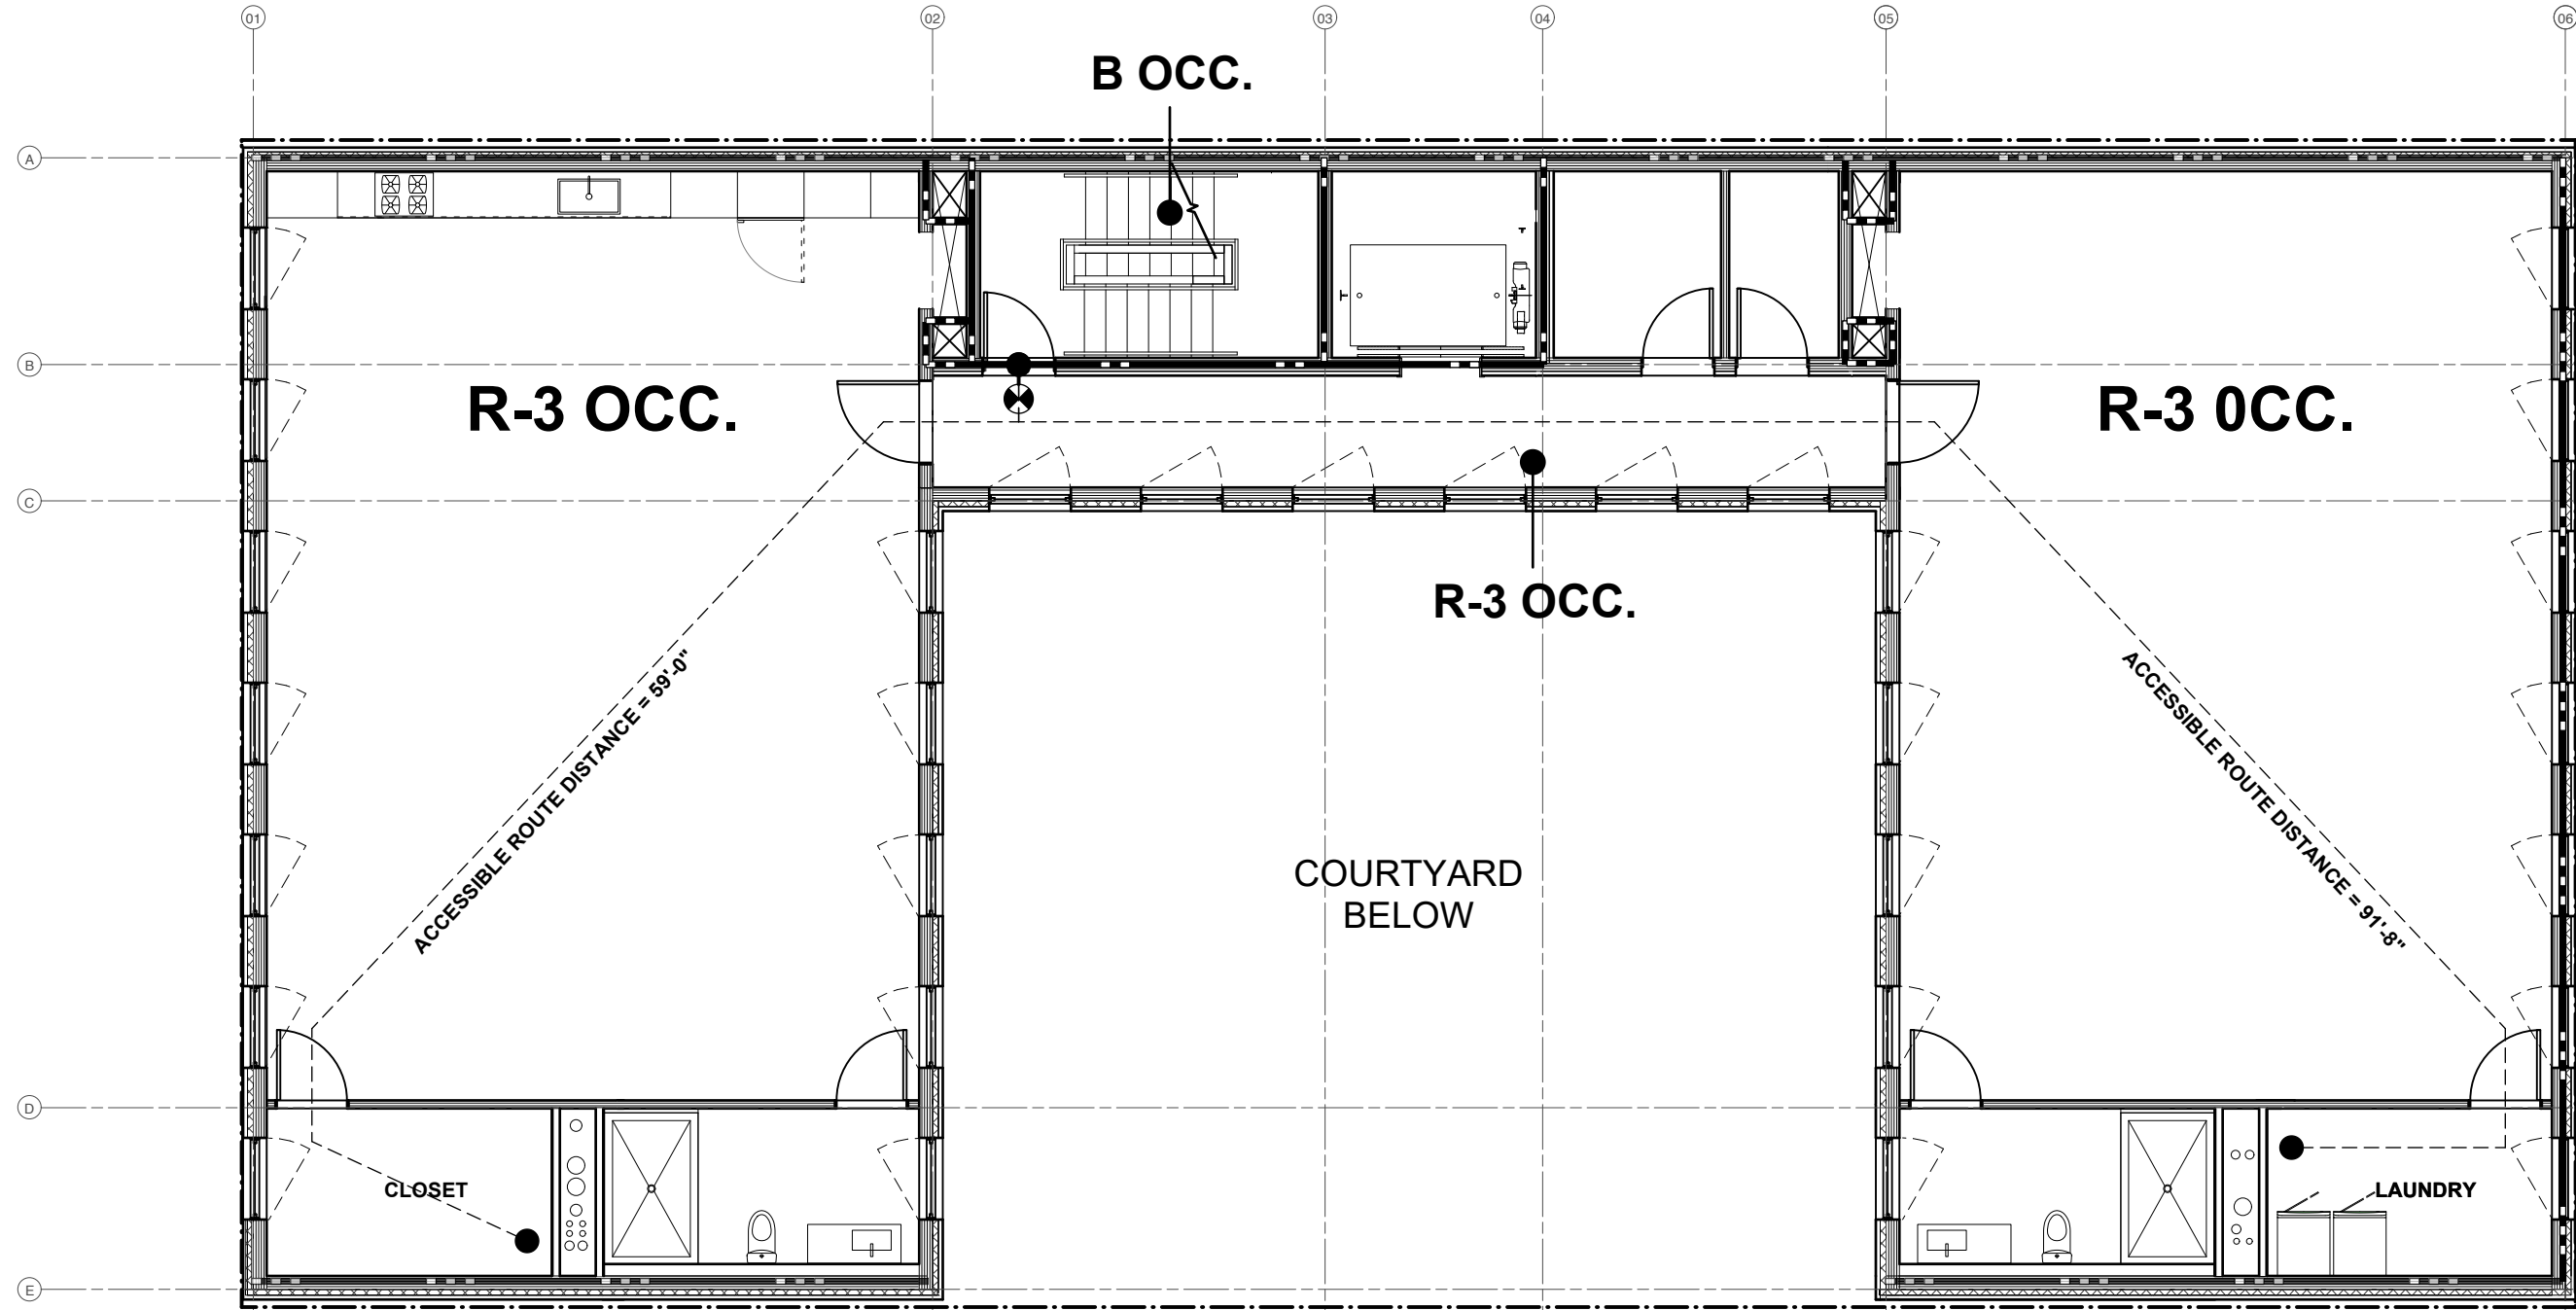 01 02 03 04 05 06
B OCC.
A
B
R-3 OCC.
R-3 0CC.
C
R-3 OCC.
ACCESSIBLE ROUTE DISTANCE = 59'-0"
ACCESSIBLE ROUTE DISTANCE = 91'-8"
COURTYARD
BELOW
D
CLOSET
LAUNDRY
E